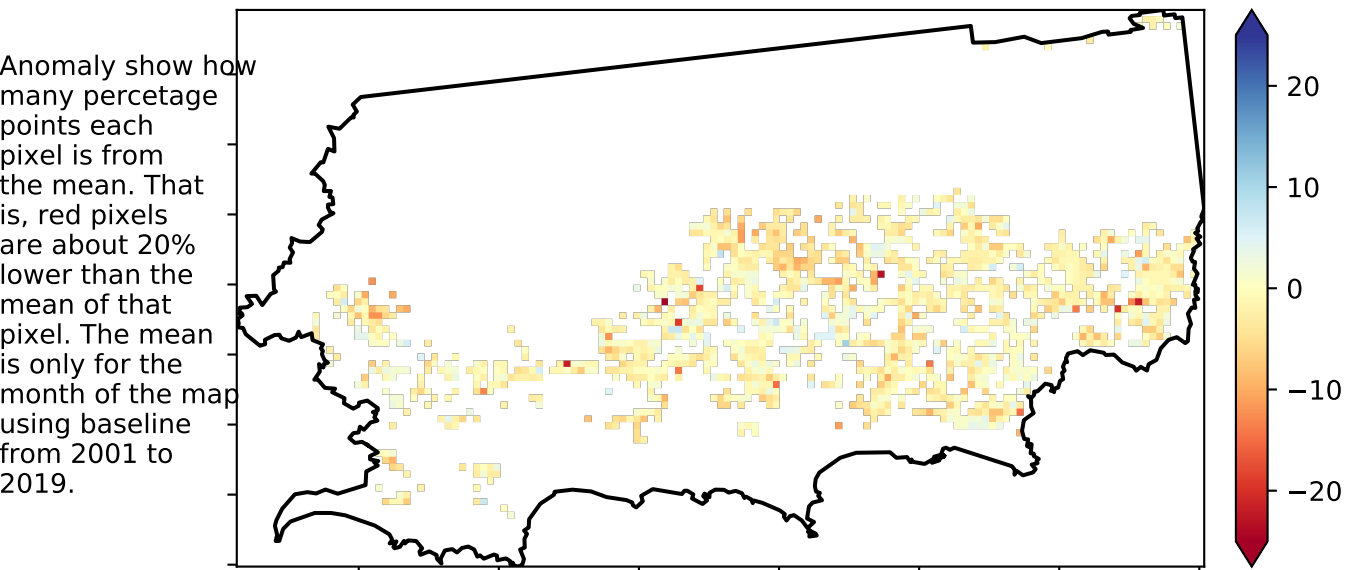 Anomaly show how
many percetage
points each
pixel is from
the mean. That
is, red pixels
are about 20%
lower than the
mean of that
pixel. The mean
is only for the
month of the map
using baseline
from 2001 to
2019.
20
10
0
−10
−20